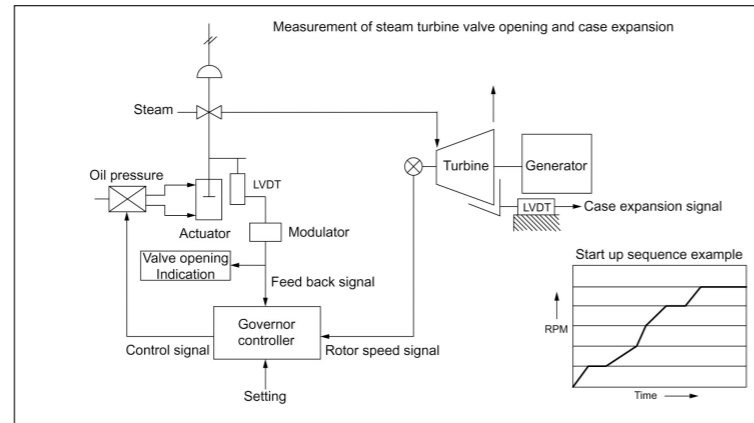 Measurement of steam turbine valve opening and case expansion
Steam
Turbine
Generator
Oil pressure
LVDT
LVDT
Case expansion signal
Actuator
Modulator
Valve opening
Indication
Feed back signal
Start up sequence example
RPM
Time
Governor
controller
Control signal
Rotor speed signal
Setting